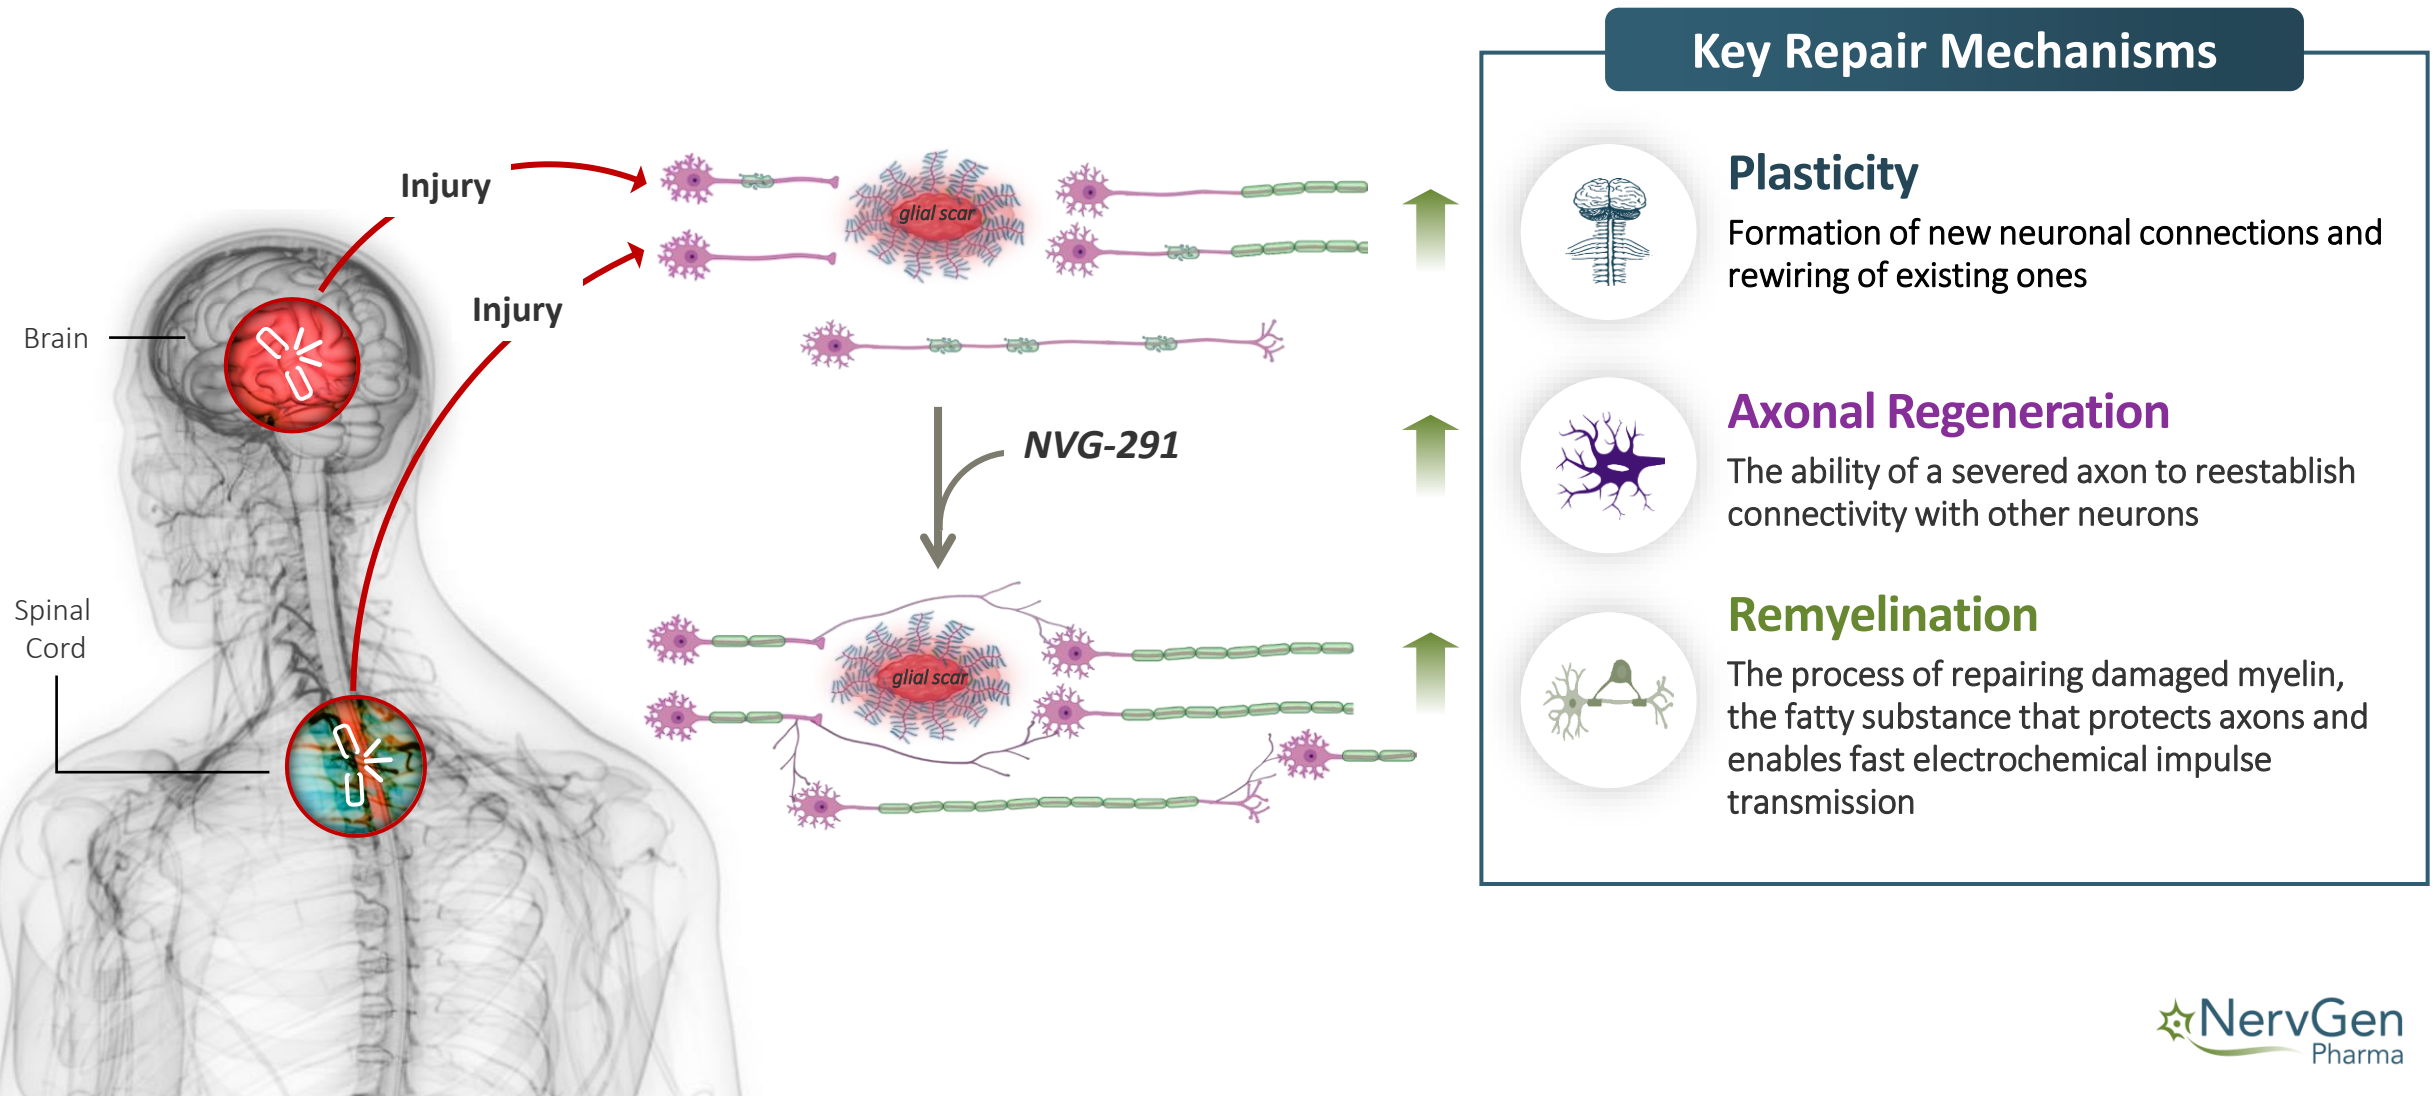 Key Repair Mechanisms
Injury
Injury
Brain
Spinal
Cord
glial scar
NVG-291
glial scar
Plasticity
Formation of new neuronal connections and
rewiring of existing ones
Axonal Regeneration
The ability of a severed axon to reestablish
connectivity with other neurons
Remyelination
The process of repairing damaged myelin,
the fatty substance that protects axons and
enables fast electrochemical impulse
transmission
NervGen
Pharma